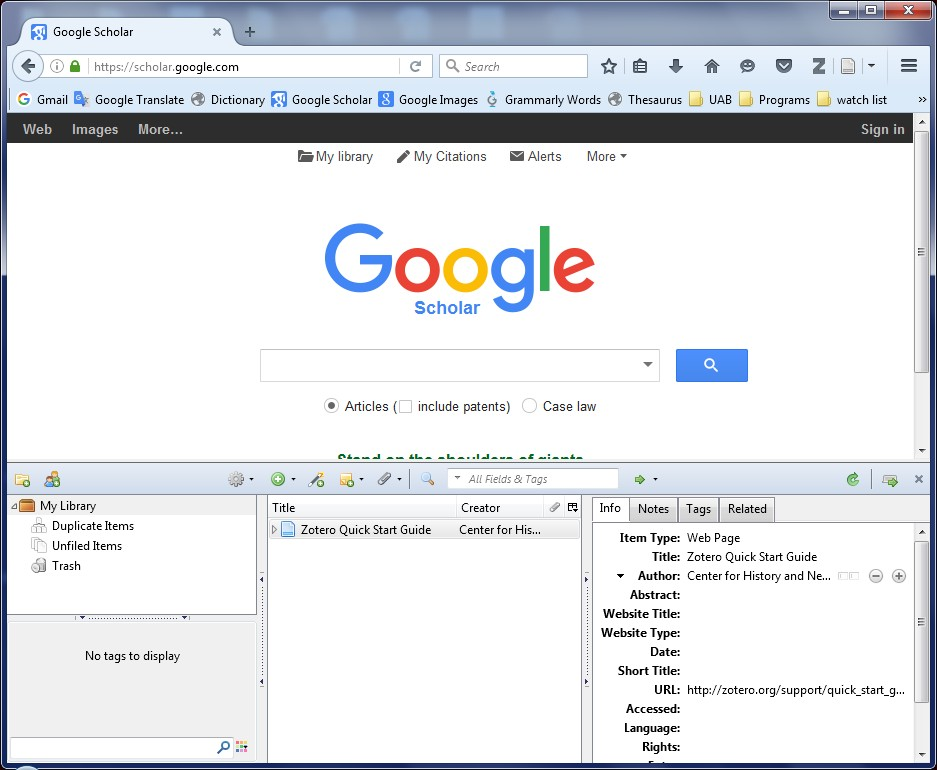 Google Scholar
https://scholar.google.com
Search
Gmail Google Translate Dictionary Google Scholar Google Images Grammarly Words Thesaurus UAB Programs watch list »
Web Images More... Sign in
My library My Citations Alerts More
Google
Scholar
Articles ( include patents) Case law
Stand on the shoulders of giants
All Fields & Tags
My Library
Duplicate Items
Unfiled Items
Trash
No tags to display
Title Creator
Zotero Quick Start Guide Center for His...
Info Notes Tags Related
Item Type: Web Page
Title: Zotero Quick Start Guide
Author: Center for History and Ne...
Abstract:
Website Title:
Website Type:
Date:
Short Title:
URL: http://zotero.org/support/quick_start_g...
Accessed:
Language:
Rights: